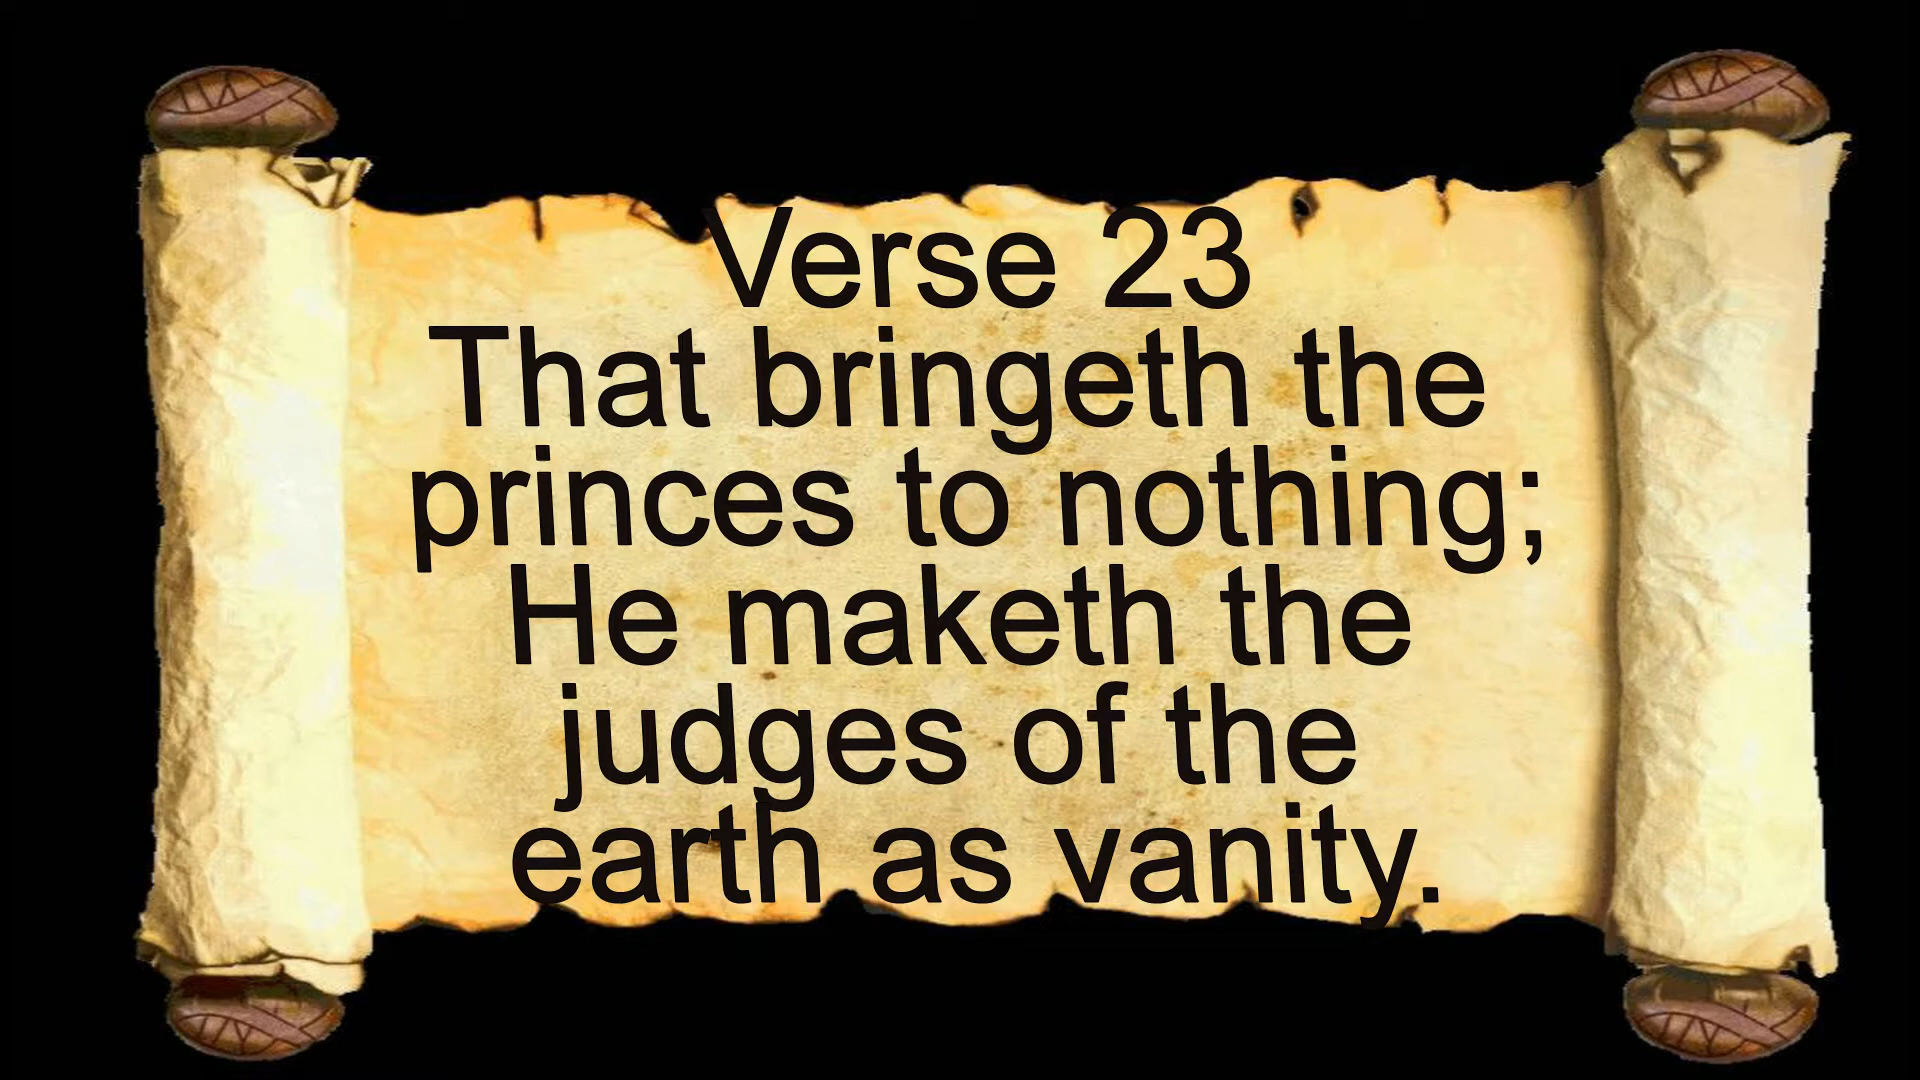 Verse 23
That bringeth the
princes to nothing;
He maketh the
judges of the
earth as vanity.